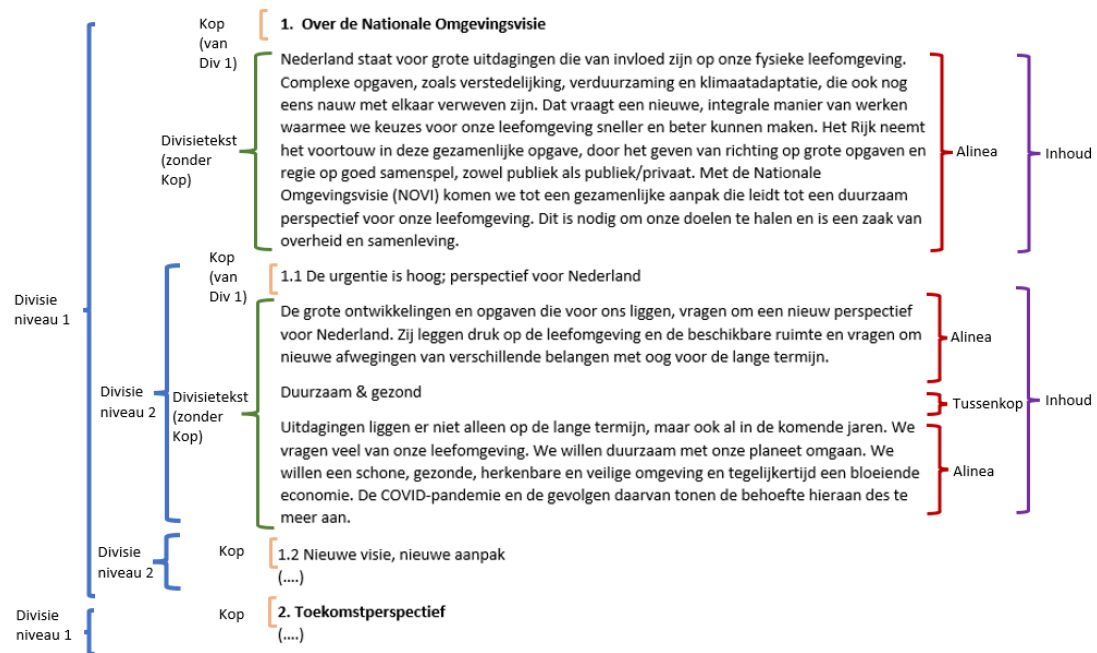 Kop
(van
Div 1)
1. Over de Nationale Omgevingsvisie
Nederland staat voor grote uitdagingen die van invloed zijn op onze fysieke leefomgeving.
Complexe opgaven, zoals verstedelijking, verduurzaming en klimaatadaptatie, die ook nog
eens nauw met elkaar verweven zijn. Dat vraagt een nieuwe, integrale manier van werken
waarmee we keuzes voor onze leefomgeving sneller en beter kunnen maken. Het Rijk neemt
het voortouw in deze gezamenlijke opgave, door het geven van richting op grote opgaven en
regie op goed samenspel, zowel publiek als publiek/privaat. Met de Nationale
Omgevingsvisie (NOVI) komen we tot een gezamenlijke aanpak die leidt tot een duurzaam
perspectief voor onze leefomgeving. Dit is nodig om onze doelen te halen en is een zaak van
overheid en samenleving.
Divisietekst
(zonder
Kop)
Alinea
Inhoud
Kop
(van
Div 1)
1.1 De urgentie is hoog; perspectief voor Nederland
Divisie
niveau 1
De grote ontwikkelingen en opgaven die voor ons liggen, vragen om een nieuw perspectief
voor Nederland. Zij leggen druk op de leefomgeving en de beschikbare ruimte en vragen om
nieuwe afwegingen van verschillende belangen met oog voor de lange termijn.
Alinea
Divisie
niveau 2
Divisietekst
(zonder
Kop)
Duurzaam & gezond
Tussenkop
Inhoud
Uitdagingen liggen er niet alleen op de lange termijn, maar ook al in de komende jaren. We
vragen veel van onze leefomgeving. We willen duurzaam met onze planeet omgaan. We
willen een schone, gezonde, herkenbare en veilige omgeving en tegelijkertijd een bloeiende
economie. De COVID-pandemie en de gevolgen daarvan tonen de behoefte hieraan des te
meer aan.
Alinea
Divisie
niveau 2
Kop
1.2 Nieuwe visie, nieuwe aanpak
(....)
Divisie
niveau 1
Kop
2. Toekomstperspectief
(....)